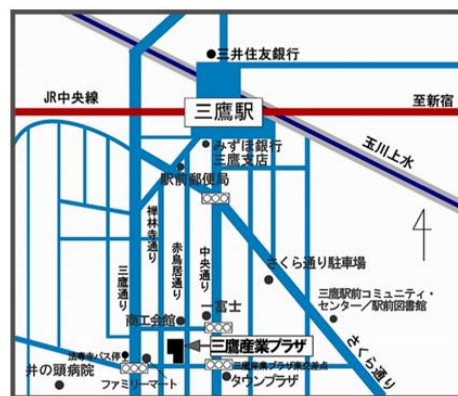 三井住友銀行
JR中央線
至新宿
三鷹駅
玉川上水
みずほ銀行
三鷹支店
駅前郵便局
禅林寺通り
赤鳥居通り
中央通り
三鷹通り
さくら通り駐車場
三鷹駅前コミュニティ・
センター/駅前図書館
一富士
商工会館
さくら通り
三鷹産業プラザ
法専寺バス停
三鷹産業プラザ東交差点
井の頭病院
ファミリーマート
タウンプラザ